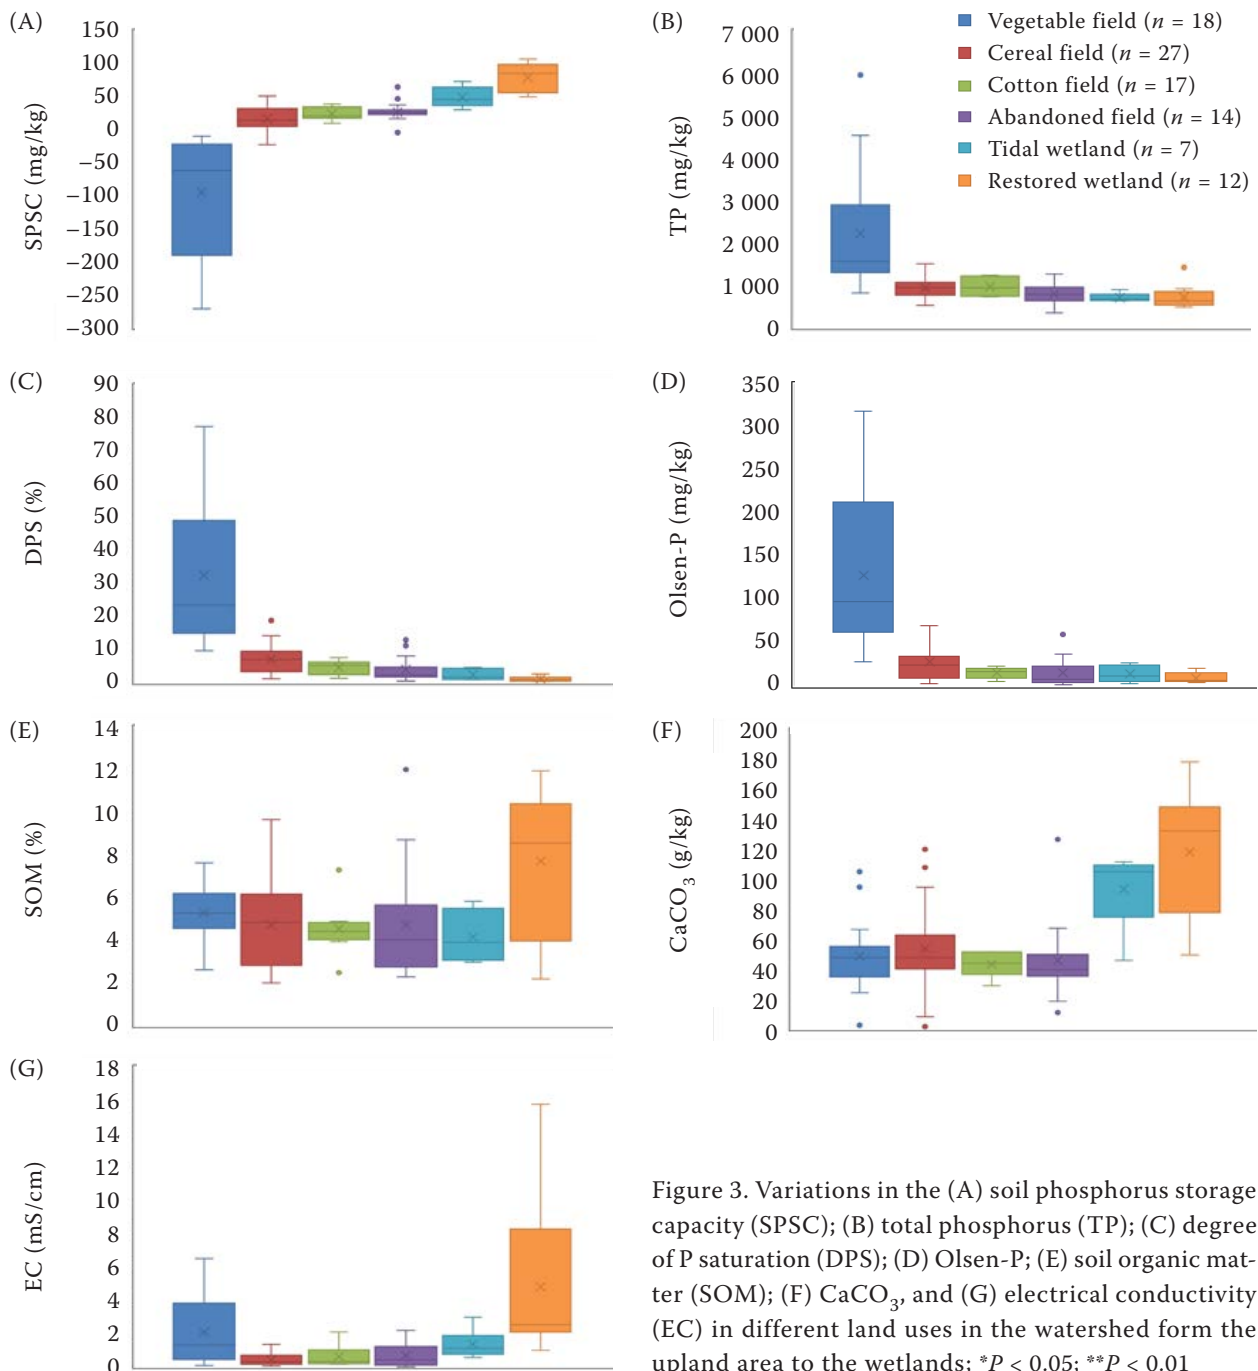 (A)
SPSC (mg/kg)
150
100
50
0
−50
−100
−150
−200
−250
−300
(B)
TP (mg/kg)
7 000
6 000
5 000
4 000
3 000
2 000
1 000
0
Vegetable field (n = 18)
Cereal field (n = 27)
Cotton field (n = 17)
Abandoned field (n = 14)
Tidal wetland (n = 7)
Restored wetland (n = 12)
(C)
DPS (%)
90
80
70
60
50
40
30
20
10
0
(D)
Olsen-P (mg/kg)
350
300
250
200
150
100
50
0
(E)
SOM (%)
14
12
10
8
6
4
2
0
(F)
CaCO3 (g/kg)
200
180
160
140
120
100
80
60
40
20
0
(G)
EC (mS/cm)
18
16
14
12
10
8
6
4
2
0
Figure 3. Variations in the (A) soil phosphorus storage
capacity (SPSC); (B) total phosphorus (TP); (C) degree
of P saturation (DPS); (D) Olsen-P; (E) soil organic mat-
ter (SOM); (F) CaCO3, and (G) electrical conductivity
(EC) in different land uses in the watershed form the
upland area to the wetlands; *P < 0.05; **P < 0.01